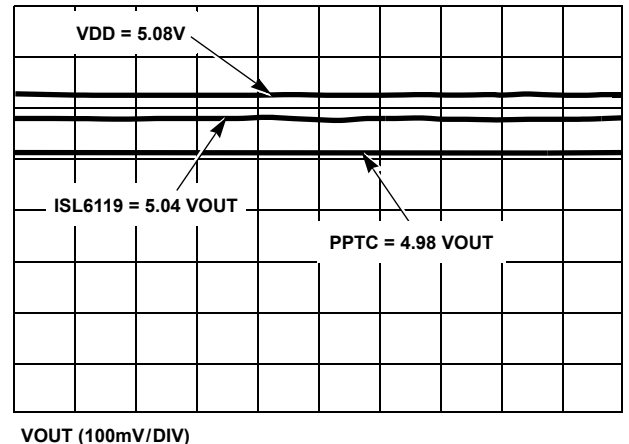 VDD = 5.08V
ISL6119 = 5.04 VOUT
PPTC = 4.98 VOUT
VOUT (100mV/DIV)